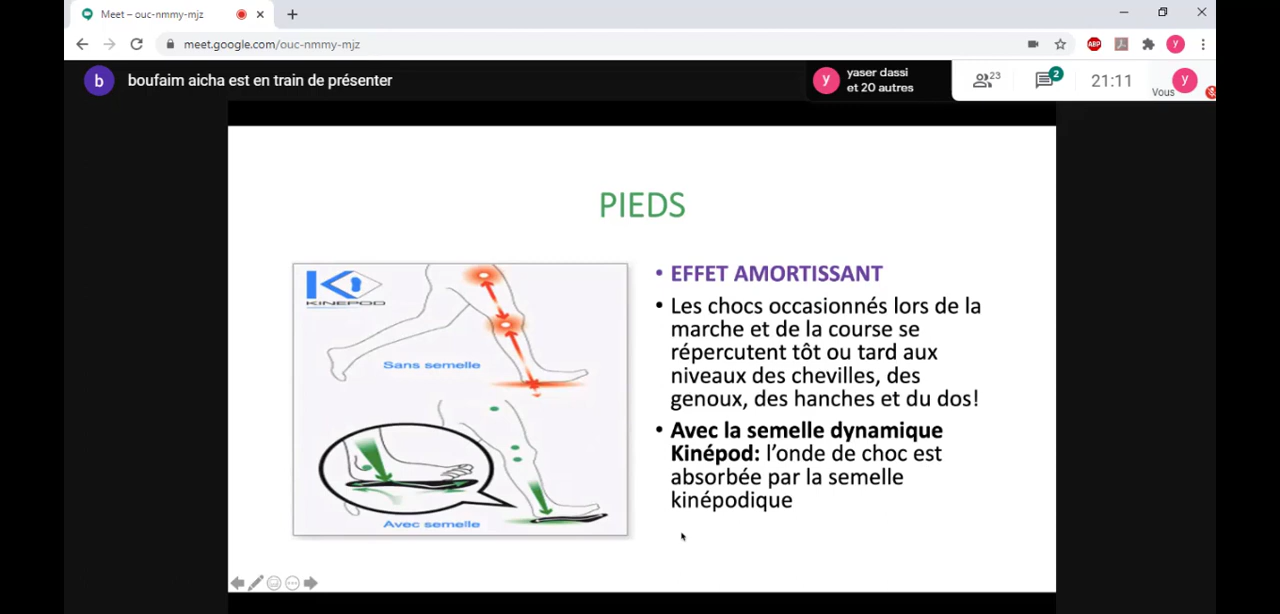 Meet – ouc-nmmy-mjz
meet.google.com/ouc-nmmy-mjz
ABP
y
b
boufaim aicha est en train de présenter
y
yaser dassi
et 20 autres
23
2
21:11
Vous
y
PIEDS
KINEPOD
Sans semelle
Avec semelle
• EFFET AMORTISSANT
• Les chocs occasionnés lors de la
marche et de la course se
répercutent tôt ou tard aux
niveaux des chevilles, des
genoux, des hanches et du dos!
• Avec la semelle dynamique
Kinépod: l’onde de choc est
absorbée par la semelle
kinépodique